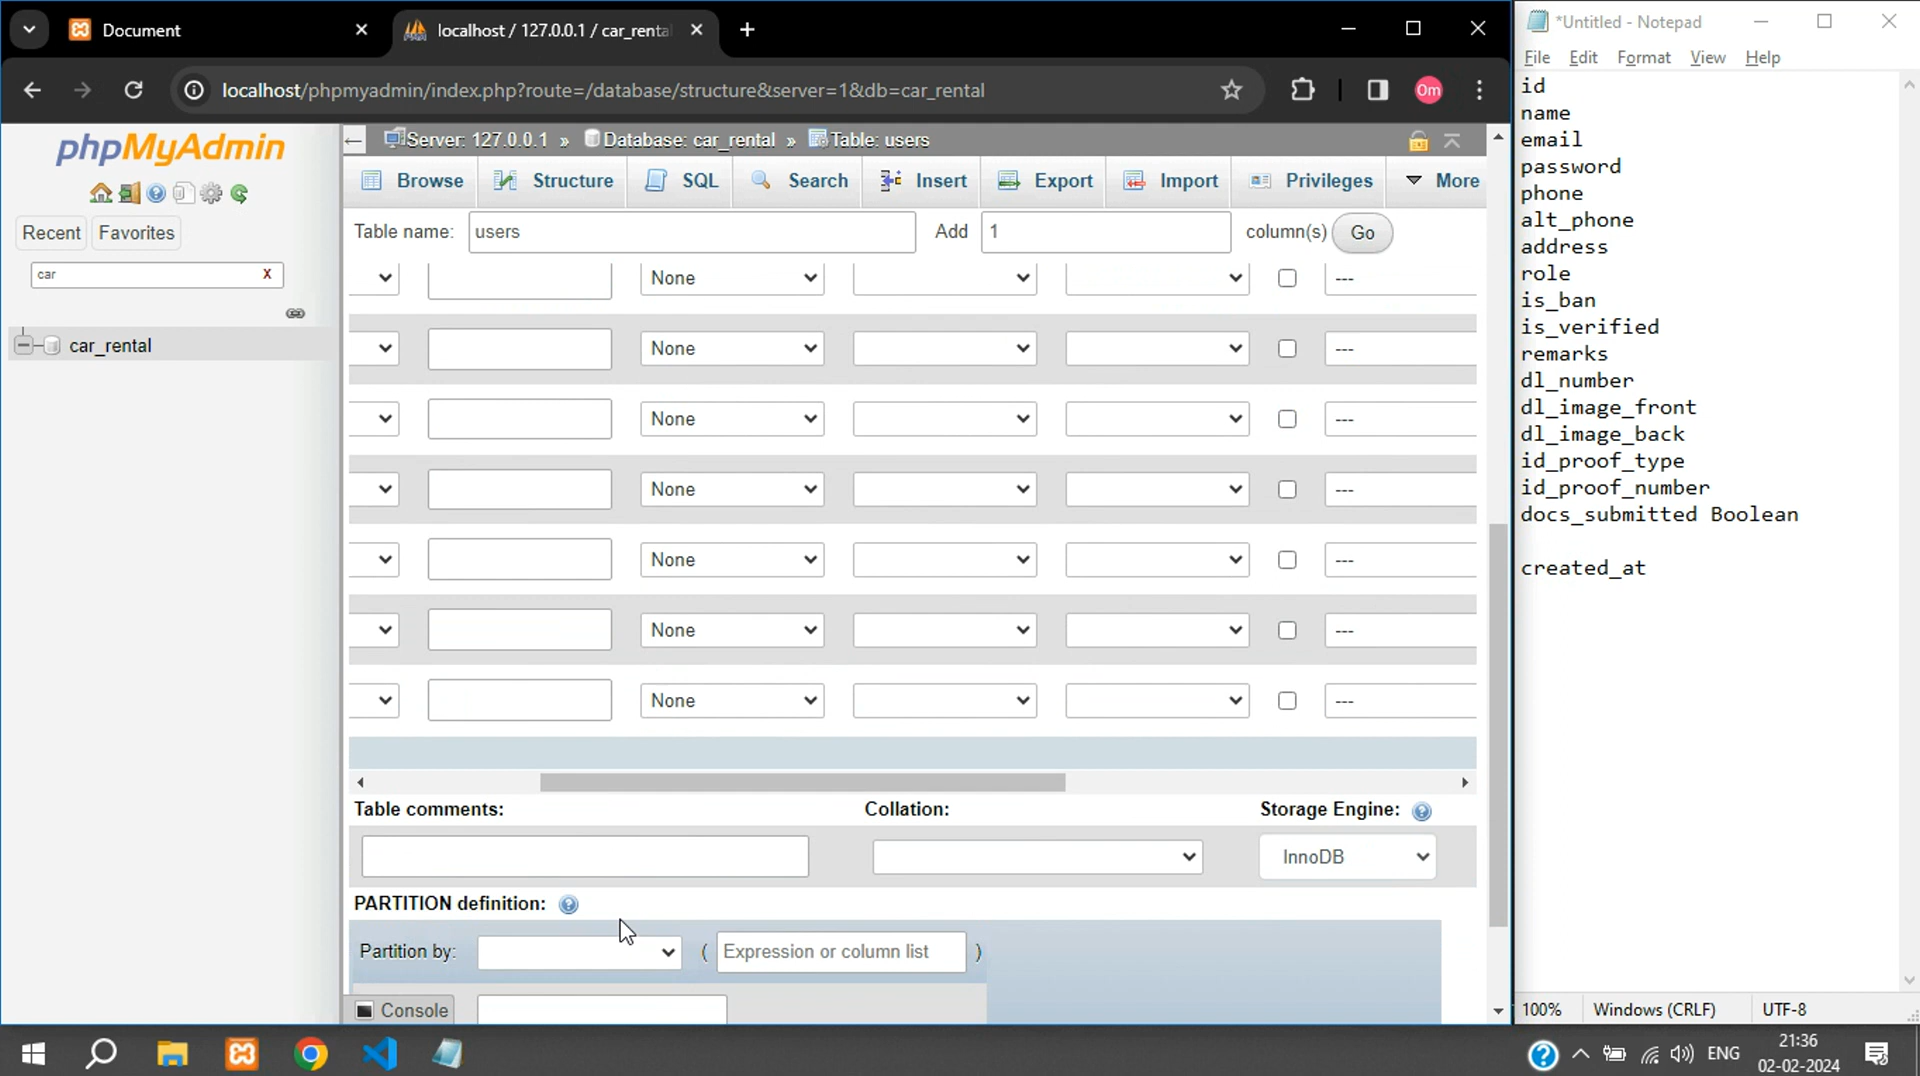 Document
localhost / 127.0.0.1 / car_renta
localhost/phpmyadmin/index.php?route=/database/structure&server=1&db=car_rental
Om
phpMyAdmin
Recent
Favorites
car
X
car_rental
Server: 127.0.0.1 » Database: car_rental » Table: users
Browse
Structure
SQL
Search
Insert
Export
Import
Privileges
More
Table name:
users
Add
1
column(s)
Go
None
---
None
---
None
---
None
---
None
---
None
---
None
---
Table comments:
Collation:
Storage Engine:
InnoDB
PARTITION definition:
Partition by:
( Expression or column list )
Console
*Untitled - Notepad
File Edit Format View Help
id
name
email
password
phone
alt_phone
address
role
is_ban
is_verified
remarks
dl_number
dl_image_front
dl_image_back
id_proof_type
id_proof_number
docs_submitted Boolean
created_at
100%
Windows (CRLF)
UTF-8
ENG
21:36
02-02-2024